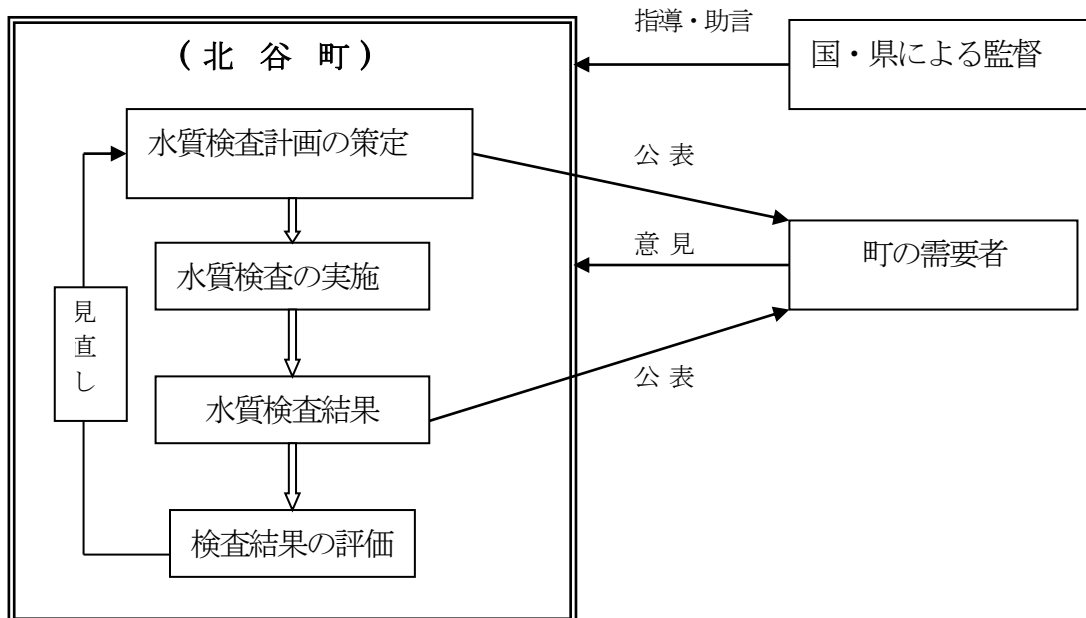 (北 谷 町)
水質検査計画の策定
水質検査の実施
水質検査結果
検査結果の評価
見直し
指導・助言
国・県による監督
公 表
町の需要者
意 見
公 表